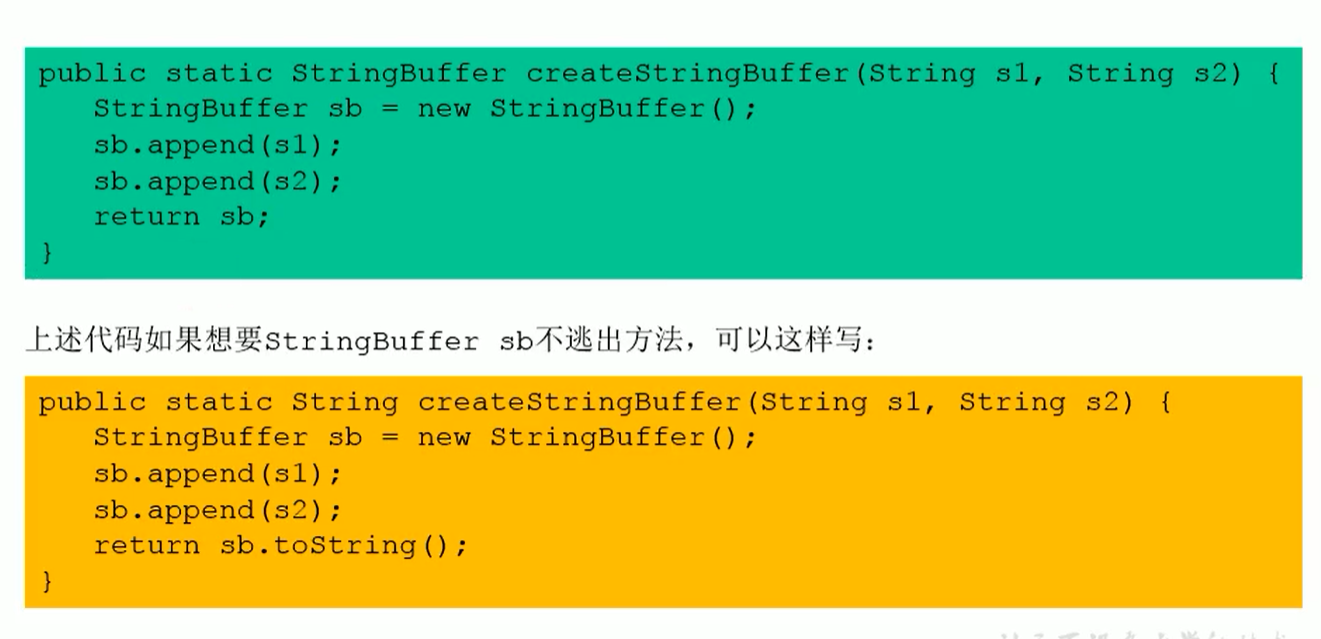 public static StringBuffer createStringBuffer(String s1, String s2) {
StringBuffer sb = new StringBuffer();
sb.append(s1);
sb.append(s2);
return sb;
}
上述代码如果想要StringBuffer sb不逃出方法，可以这样写：
public static String createStringBuffer(String s1, String s2) {
StringBuffer sb = new StringBuffer();
sb.append(s1);
sb.append(s2);
return sb.toString();
}